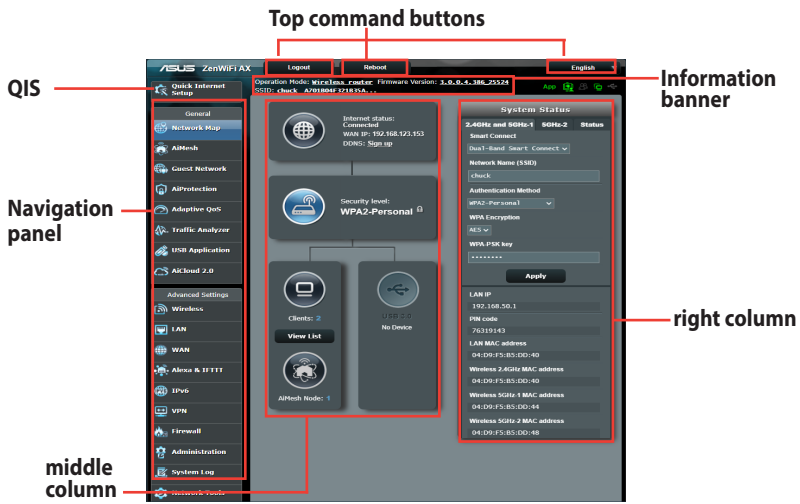 Top command buttons
/SUS ZenWiFi AX
Logout
Reboot
English
QIS
Quick Internet
Setup
Operation Mode: Wireless router Firmware Version: 3.0.0.4.386_25524
SSID: chuck A701B04F371835A...
App
Information
banner
Navigation
panel
General
Network Map
AiMesh
Guest Network
AiProtection
Adaptive QoS
Traffic Analyzer
USB Application
AiCloud 2.0
Advanced Settings
Wireless
LAN
WAN
Alexa & IFTTT
IPv6
VPN
Firewall
Administration
System Log
Network Tools
Internet status:
Connected
WAN IP: 192.168.123.153
DDNS: Sign up
Security level:
WPA2-Personal
Clients: 2
View List
AiMesh Node: 1
USB 2.0
No Device
middle
column
System Status
2.4GHz and 5GHz-1 5GHz-2 Status
Smart Connect
Dual-Band Smart Connect
Network Name (SSID)
chuck
Authentication Method
WPA2-Personal
WPA Encryption
AES
WPA-PSK key
••••••••
Apply
LAN IP
192.168.50.1
PIN code
76319143
LAN MAC address
04:D9:F5:B5:DD:40
Wireless 2.4GHz MAC address
04:D9:F5:B5:DD:40
Wireless 5GHz-1 MAC address
04:D9:F5:B5:DD:44
Wireless 5GHz-2 MAC address
04:D9:F5:B5:DD:48
right column